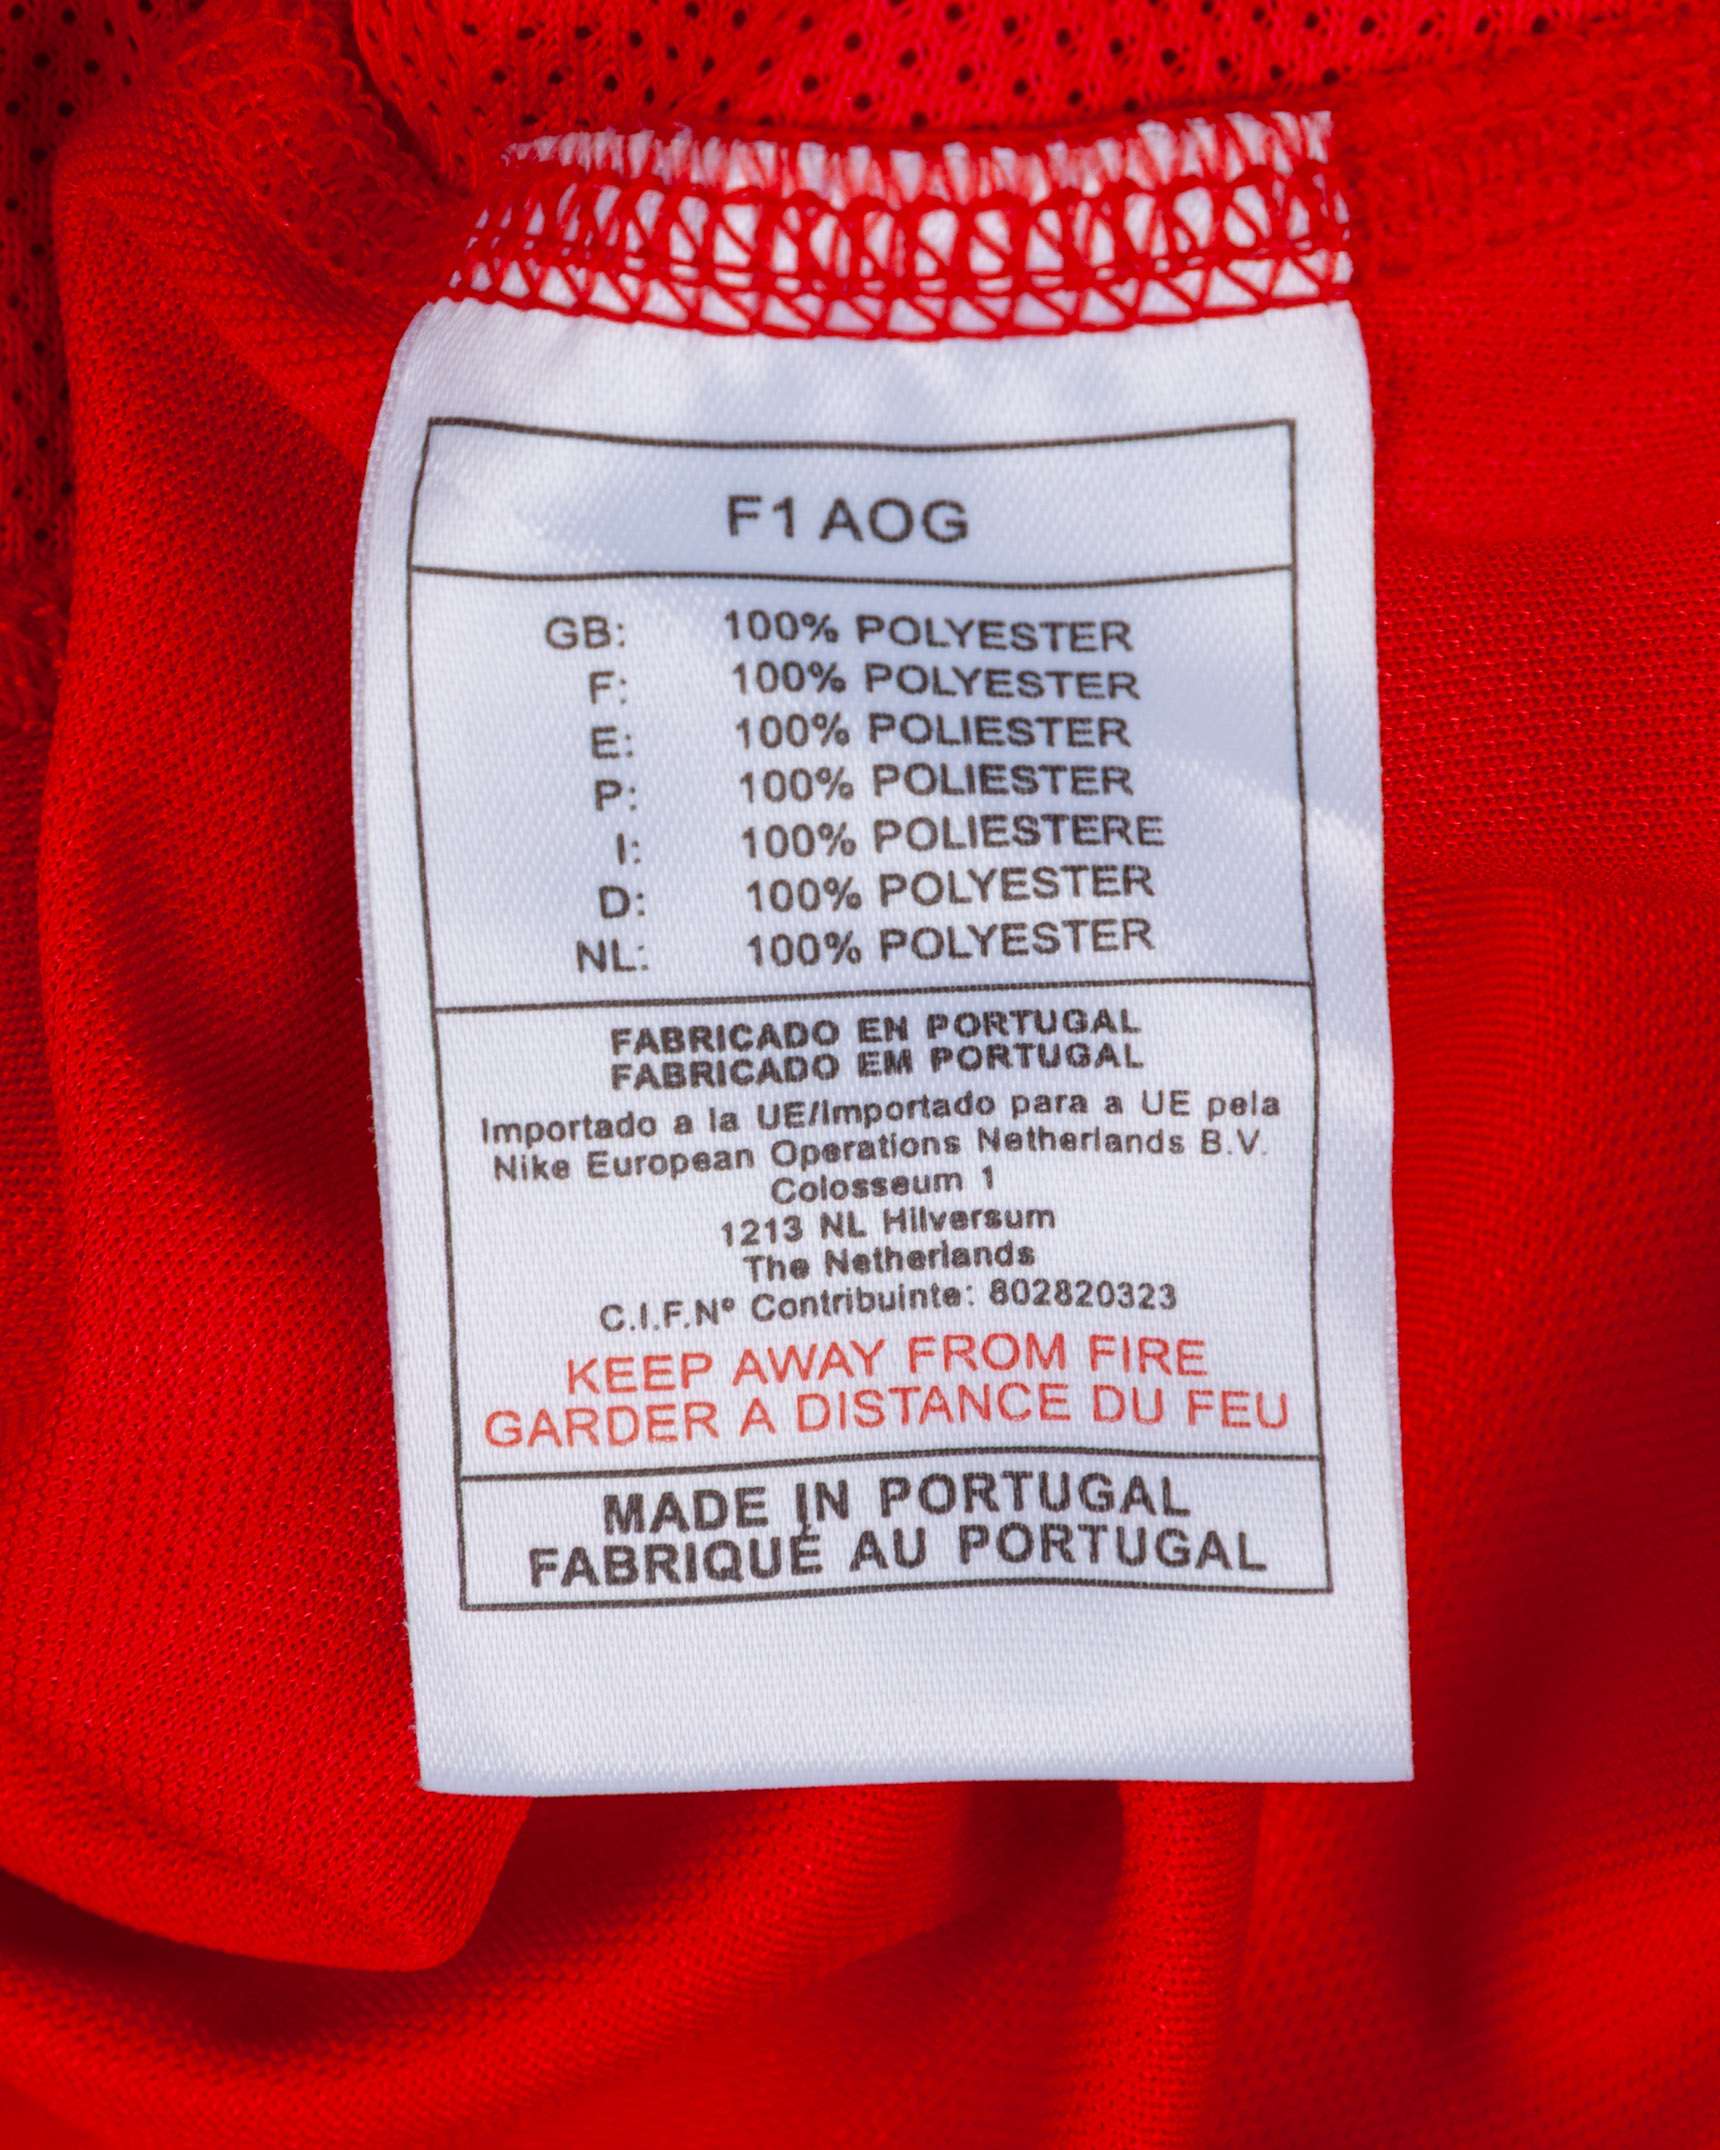 F1 AOG
GB: 100% POLYESTER
F: 100% POLYESTER
E: 100% POLIESTER
P: 100% POLIESTER
I: 100% POLIESTERE
D: 100% POLYESTER
NL: 100% POLYESTER
FABRICADO EN PORTUGAL
FABRICADO EM PORTUGAL
Importado a la UE/Importado para a UE pela
Nike European Operations Netherlands B.V.
Colosseum 1
1213 NL Hilversum
The Netherlands
C.I.F.Nº Contribuinte: 802820323
KEEP AWAY FROM FIRE
GARDER A DISTANCE DU FEU
MADE IN PORTUGAL
FABRIQUÉ AU PORTUGAL